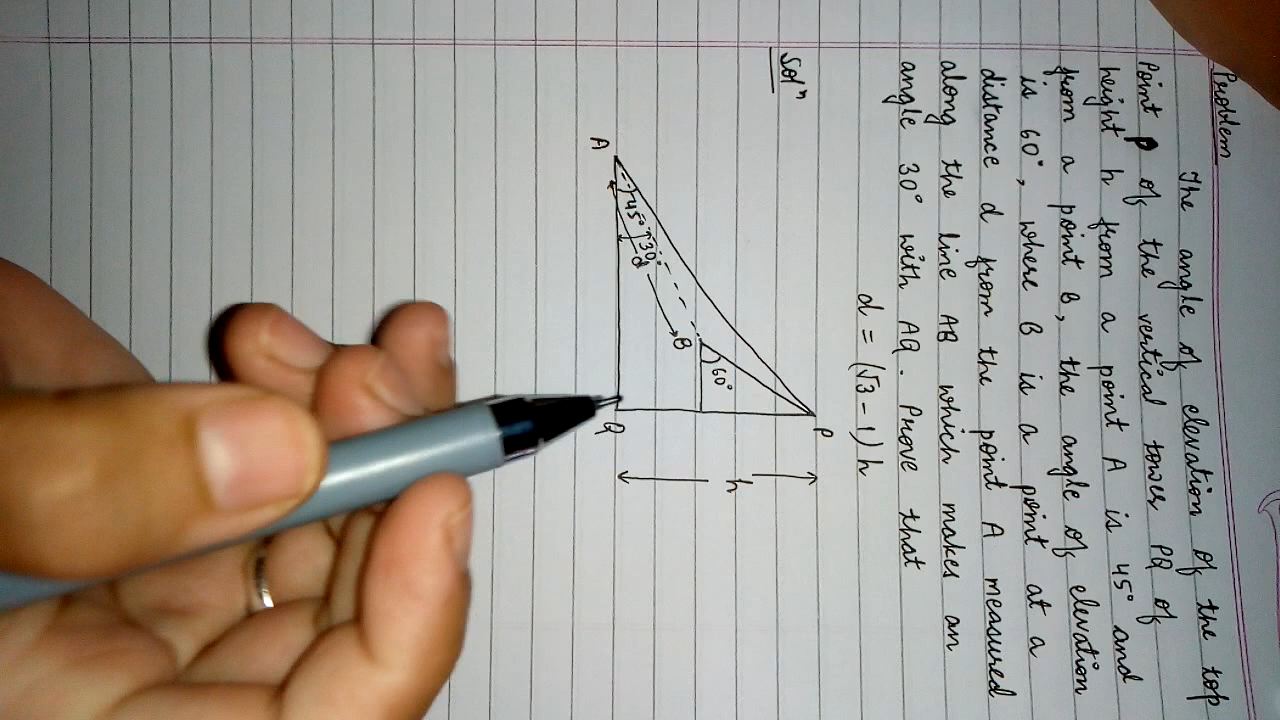 Problem
The angle of elevation of the top
Point P of the vertical tower PQ of
height h from a point A is 45° and
from a point B, the angle of elevation
is 60°, where B is a point at a
distance d from the point A measured
along the line AB which makes an
angle 30° with AQ. Prove that
d = (√3 - 1) h
Solⁿ
P
60°
h
B
d
30°
45°
A
Q